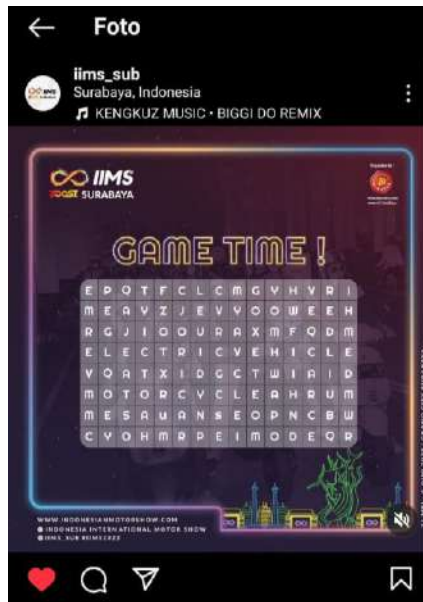 Foto
iims_sub
Surabaya, Indonesia
KENGKUZ MUSIC • BIGGI DO REMIX
IIMS
SURABAYA
GAME TIME !
E P Q T F C L C M G Y H V R I
M E A V Z J E V Y O O W E E H
R G J I O O U R A X M F Q D M
E L E C T R I C V E H I C L E
V Q A T X I D G C T W I A I D
M O T O R C Y C L E A H R U M
M E S A U A N S E O P N C B W
C Y O H M R P E I M O D E Q R
WWW.INDONESIANMOTORSHOW.COM
INDONESIA INTERNATIONAL MOTOR SHOW